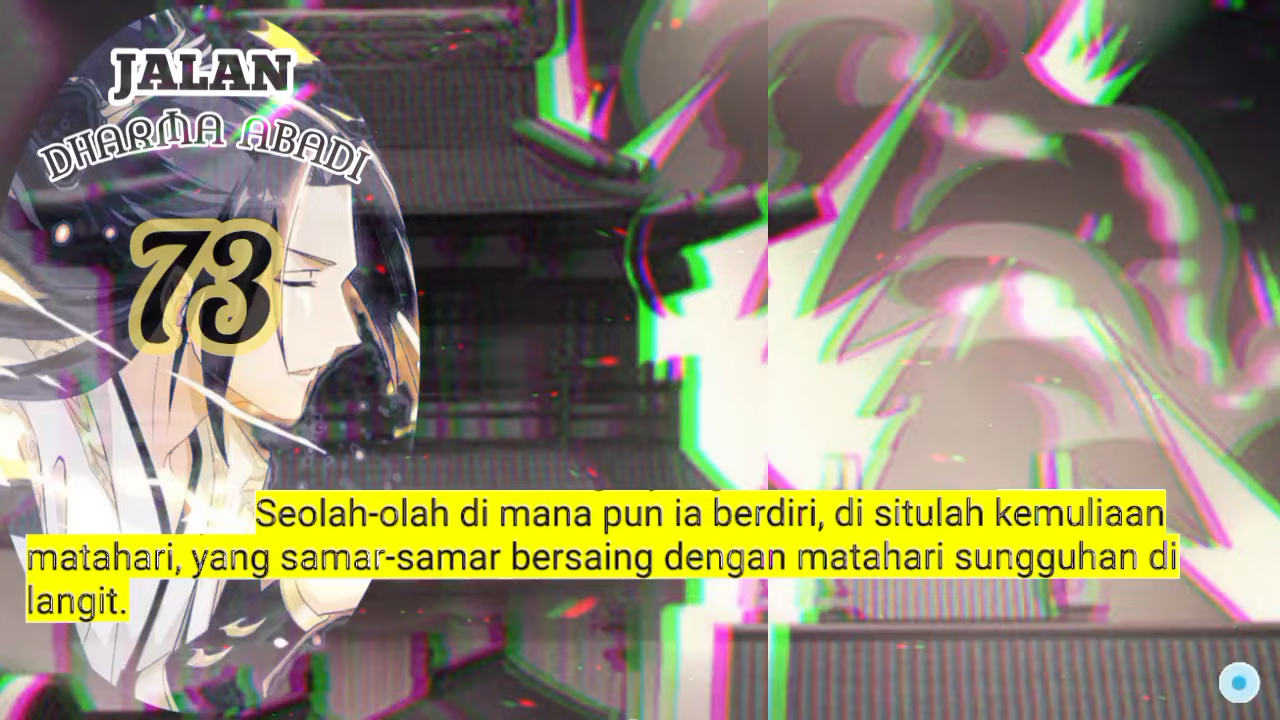 JALAN
DHARMA ABADI
73
Seolah-olah di mana pun ia berdiri, di situlah kemuliaan
matahari, yang samar-samar bersaing dengan matahari sungguhan di
langit.